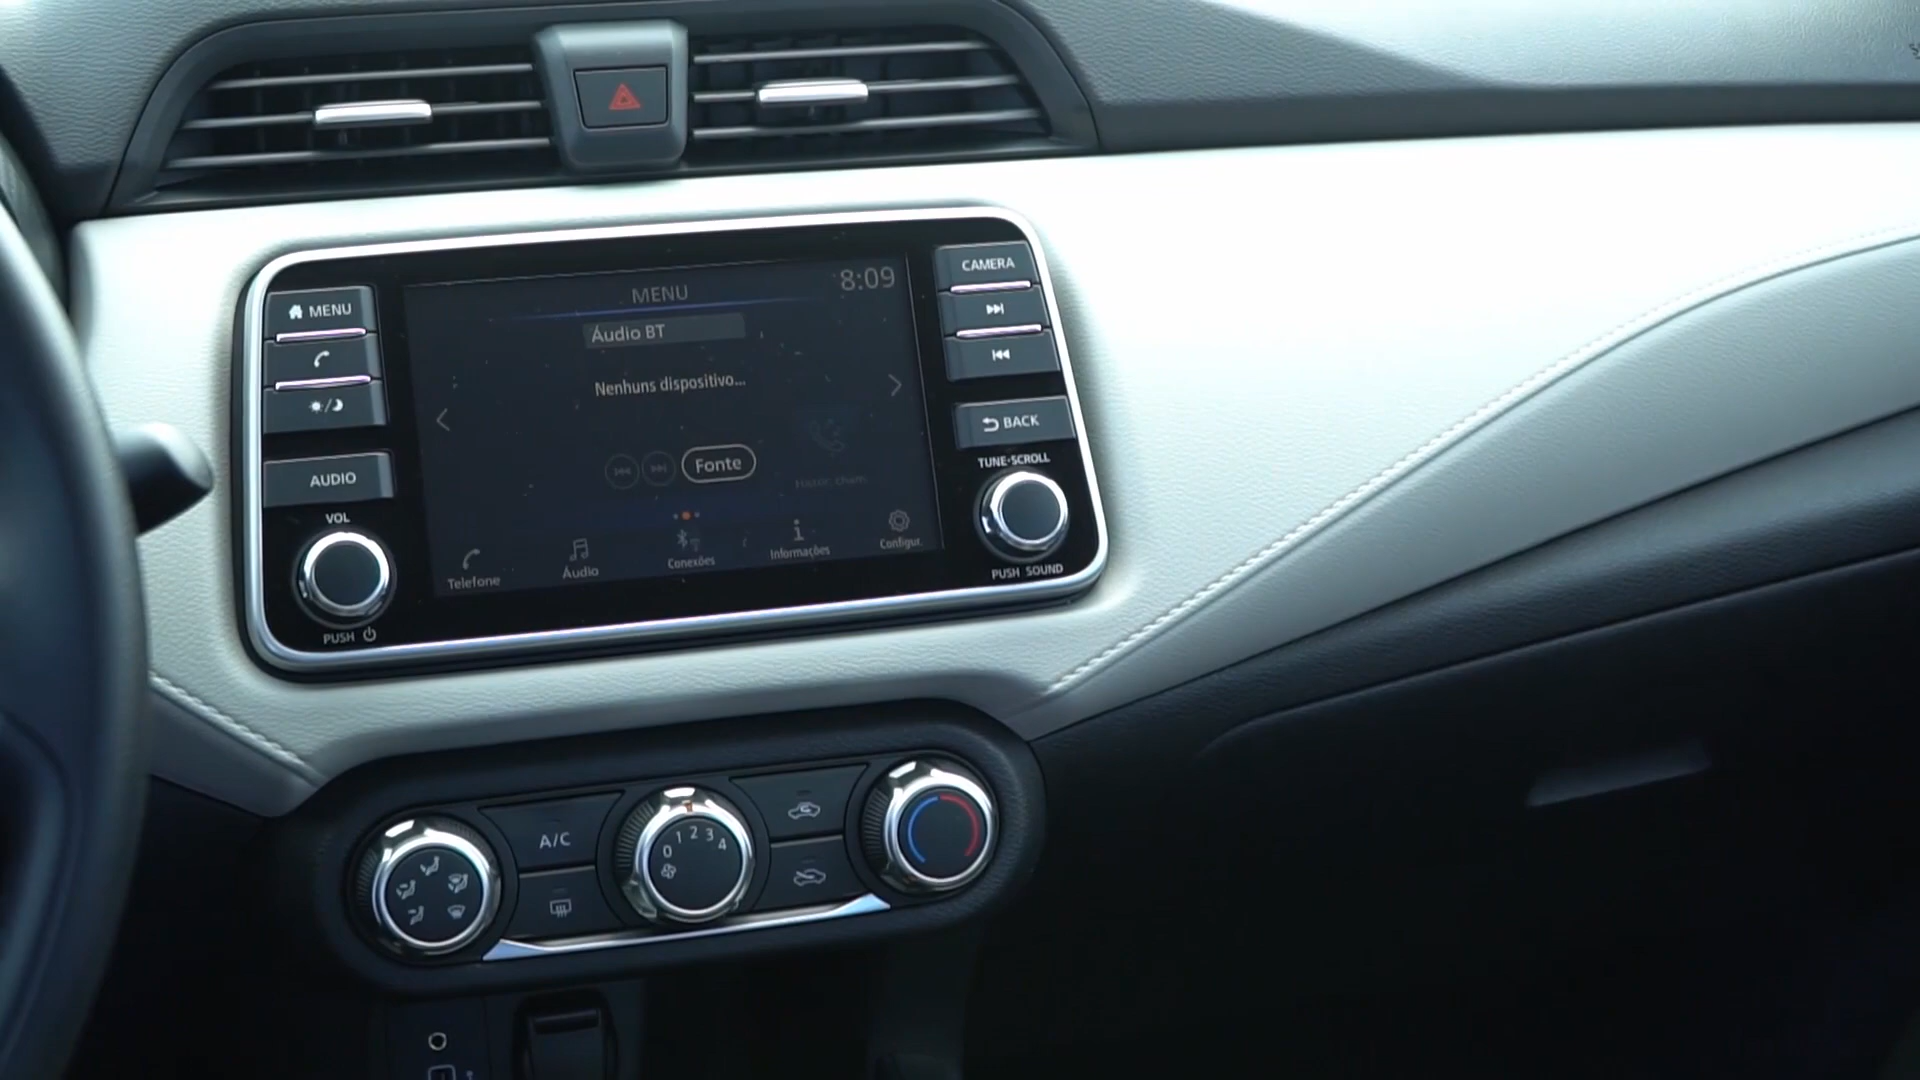 MENU
AUDIO
VOL
PUSH
MENU
8:09
Áudio BT
Nenhuns dispositivo...
Fonte
Telefone
Áudio
Conexões
Informações
Configur.
CAMERA
BACK
TUNE·SCROLL
PUSH SOUND
A/C
0 1 2 3 4